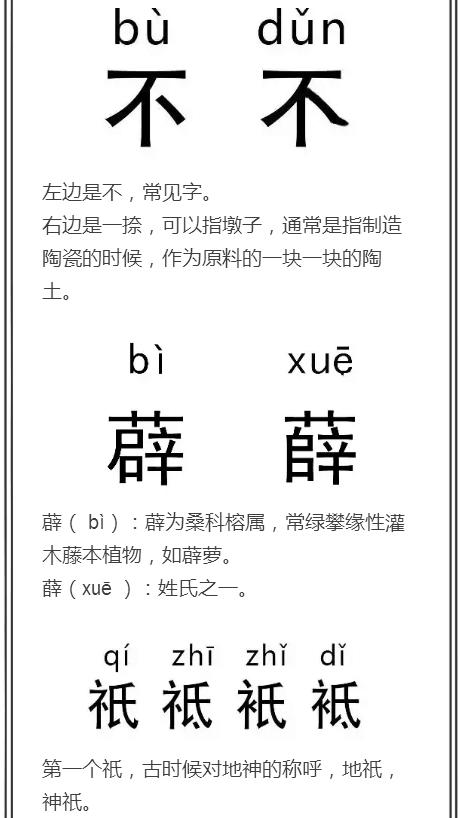 bù dǔn
不 𣎴
左边是不，常见字。
右边是一捺，可以指墩子，通常是指制造
陶瓷的时候，作为原料的一块一块的陶
土。
bì xuē
薜 薛
薜（ bì）：薜为桑科榕属，常绿攀缘性灌
木藤本植物，如薜萝。
薛（xuē ）：姓氏之一。
qí zhī zhǐ dǐ
祇 祗 衹 袛
第一个祇，古时候对地神的称呼，地祇，
神祇。